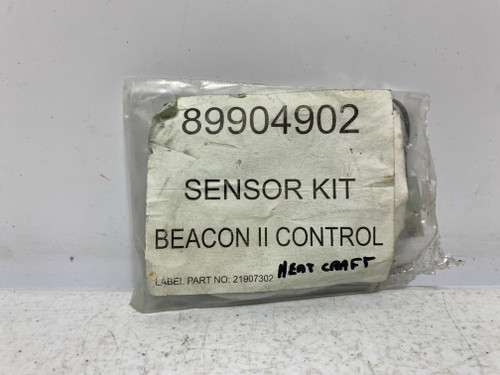 89904902
SENSOR KIT
BEACON II CONTROL
LABEL PART NO: 21907302 HEAT CRAFT